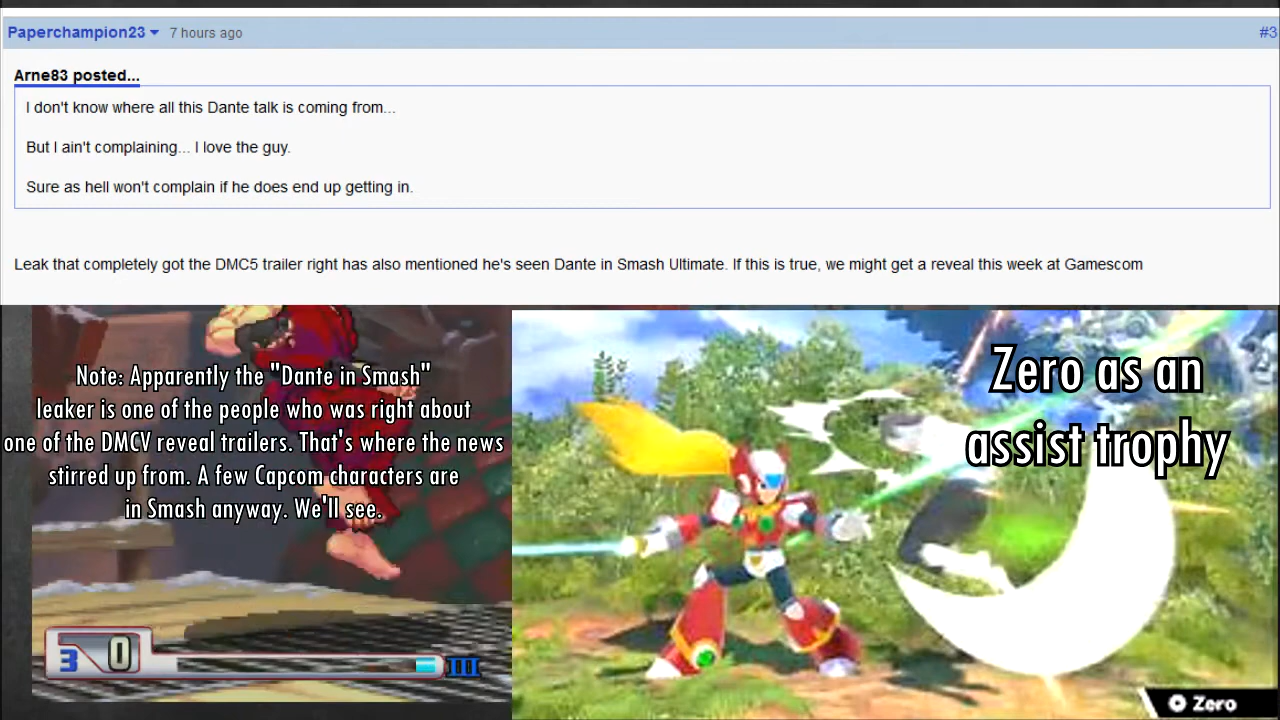 Paperchampion23 7 hours ago #3
Arne83 posted...
I don't know where all this Dante talk is coming from...
But I ain't complaining... I love the guy.
Sure as hell won't complain if he does end up getting in.
Leak that completely got the DMC5 trailer right has also mentioned he's seen Dante in Smash Ultimate. If this is true, we might get a reveal this week at Gamescom
Note: Apparently the "Dante in Smash"
leaker is one of the people who was right about
one of the DMCV reveal trailers. That's where the news
stirred up from. A few Capcom characters are
in Smash anyway. We'll see.
Zero as an
assist trophy
3 0 III
Zero